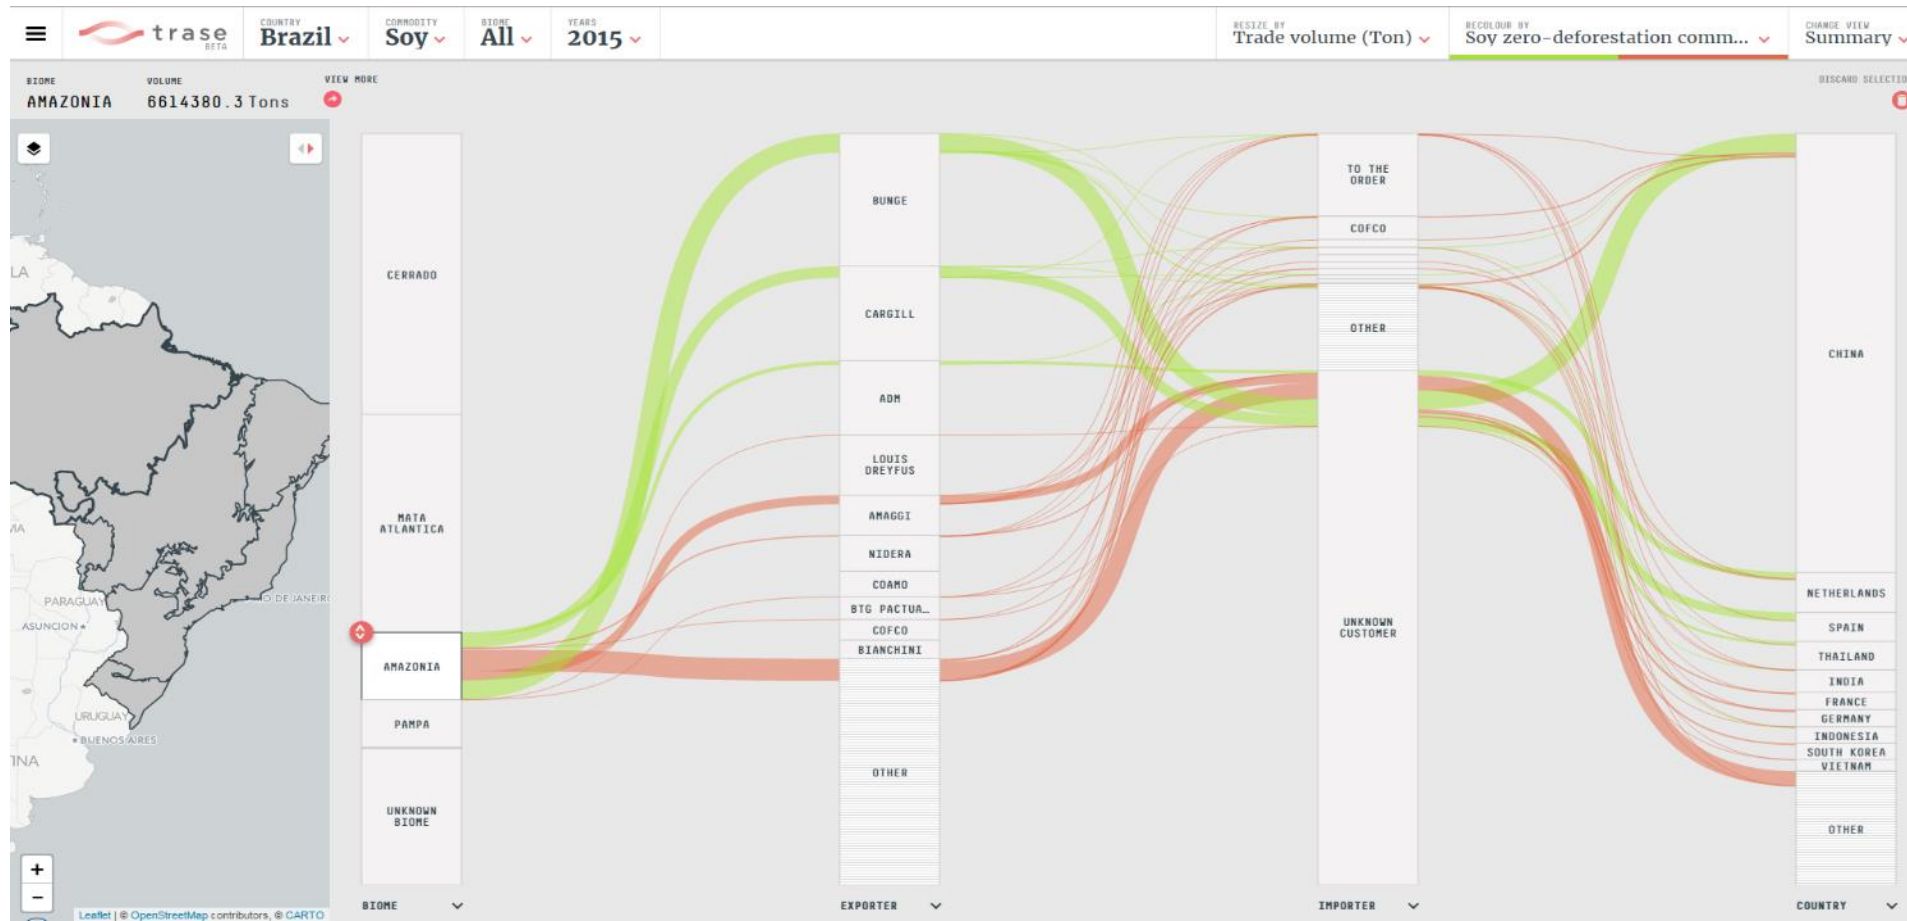 trase
BETA
COUNTRY
Brazil
COMMODITY
Soy
BIOME
All
YEARS
2015
RESIZE BY
Trade volume (Ton)
RECOLOUR BY
Soy zero-deforestation comm...
CHANGE VIEW
Summary
BIOME
AMAZONIA
VOLUME
6614380.3 Tons
VIEW MORE
DISCARD SELECTIO
LA
PARAGUAY
ASUNCION
O DE JANEIR
URUGUAY
BUENOS AIRES
INA
+
−
Leaflet | © OpenStreetMap contributors, © CARTO
CERRADO
MATA
ATLANTICA
AMAZONIA
PAMPA
UNKNOWN
BIOME
BIOME
BUNGE
CARGILL
ADM
LOUIS
DREYFUS
AMAGGI
NIDERA
COAMO
BTG PACTUA…
COFCO
BIANCHINI
OTHER
EXPORTER
TO THE
ORDER
COFCO
OTHER
UNKNOWN
CUSTOMER
IMPORTER
CHINA
NETHERLANDS
SPAIN
THAILAND
INDIA
FRANCE
GERMANY
INDONESIA
SOUTH KOREA
VIETNAM
OTHER
COUNTRY